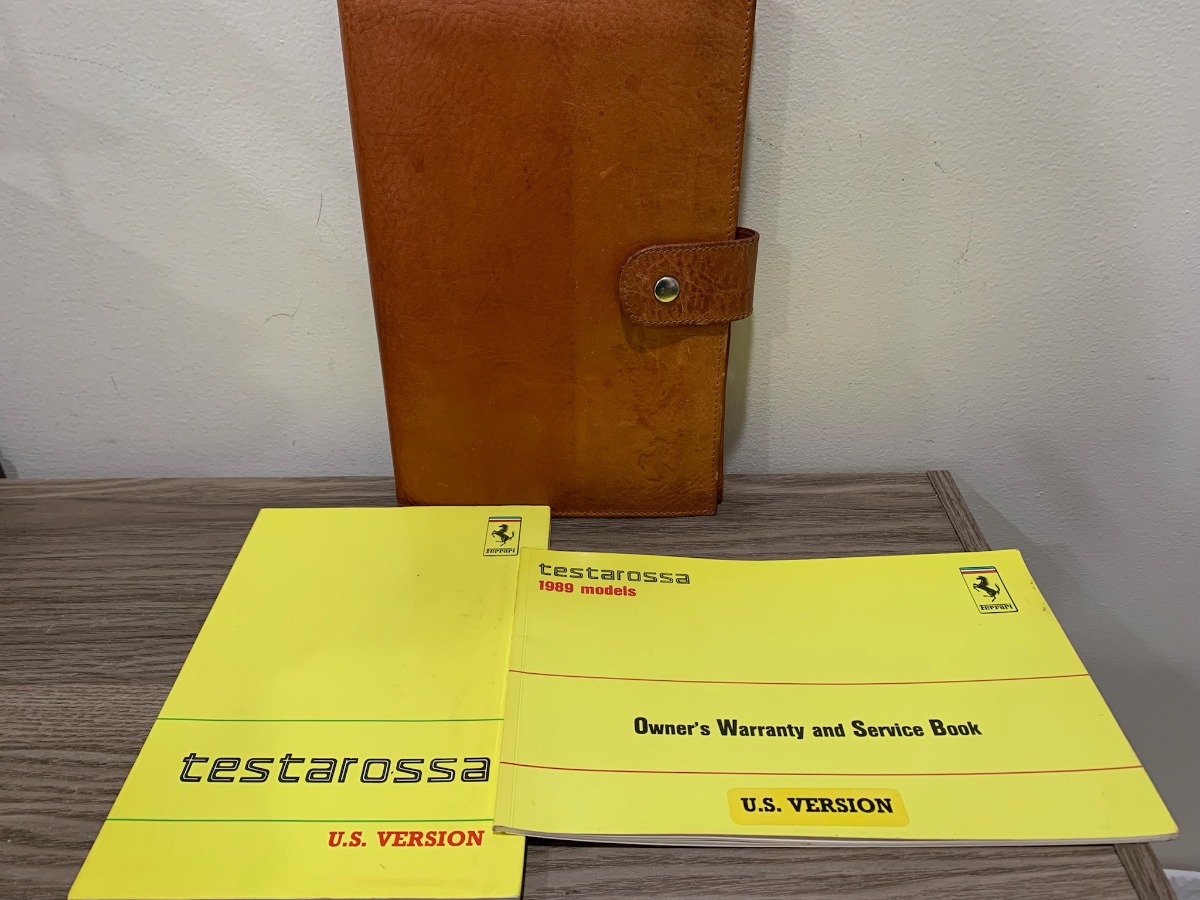 Ferrari
testarossa
U.S. VERSION
testarossa
1989 models
Ferrari
Owner's Warranty and Service Book
U.S. VERSION